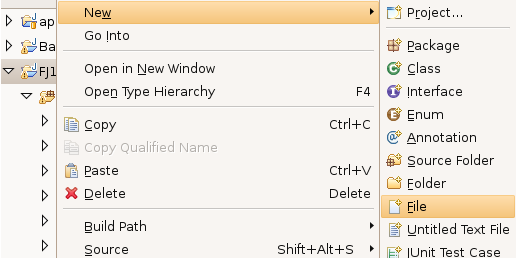 ap
Ba
FJ1
New
Go Into
Open in New Window
Open Type Hierarchy F4
Copy Ctrl+C
Copy Qualified Name
Paste Ctrl+V
Delete Delete
Build Path
Source Shift+Alt+S
Project...
Package
Class
Interface
Enum
Annotation
Source Folder
Folder
File
Untitled Text File
JUnit Test Case